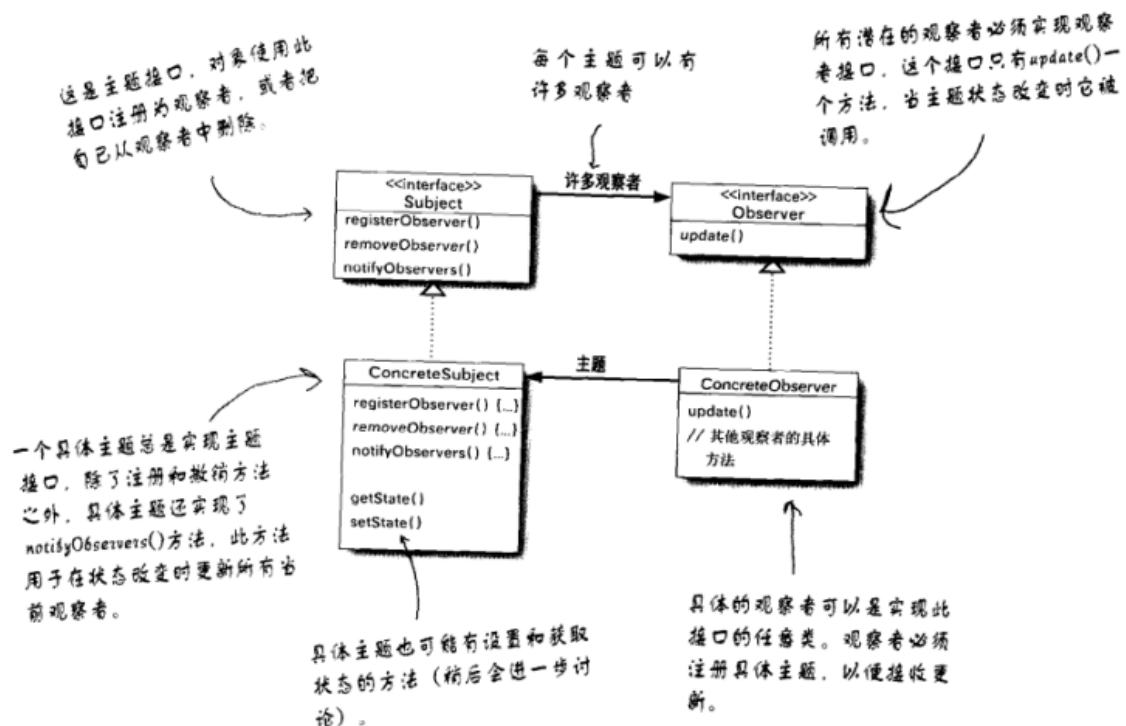 这是主题接口，对象使用此
接口注册为观察者，或者把
自己从观察者中删除。
每个主题可以有
许多观察者
所有潜在的观察者必须实现观察
者接口，这个接口只有update()一
个方法，当主题状态改变时它被
调用。
<<interface>>
Subject
registerObserver()
removeObserver()
notifyObservers()
许多观察者
<<interface>>
Observer
update()
ConcreteSubject
registerObserver() {...}
removeObserver() {...}
notifyObservers() {...}
getState()
setState()
主题
ConcreteObserver
update()
// 其他观察者的具体
方法
一个具体主题总是实现主题
接口，除了注册和撤销方法
之外，具体主题还实现了
notifyObservers()方法，此方法
用于在状态改变时更新所有当
前观察者。
具体主题也可能有设置和获取
状态的方法（稍后会进一步讨
论）。
具体的观察者可以是实现此
接口的任意类。观察者必须
注册具体主题，以便接收更
新。